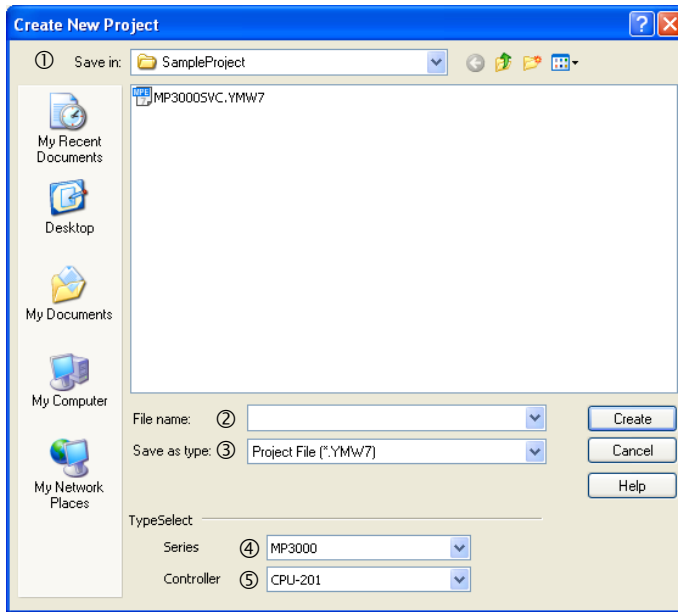 Create New Project
① Save in: SampleProject
MP3000SVC.YMW7
My Recent
Documents
Desktop
My Documents
My Computer
My Network
Places
File name: ②
Create
Save as type: ③ Project File (*.YMW7)
Cancel
Help
TypeSelect
Series ④ MP3000
Controller ⑤ CPU-201